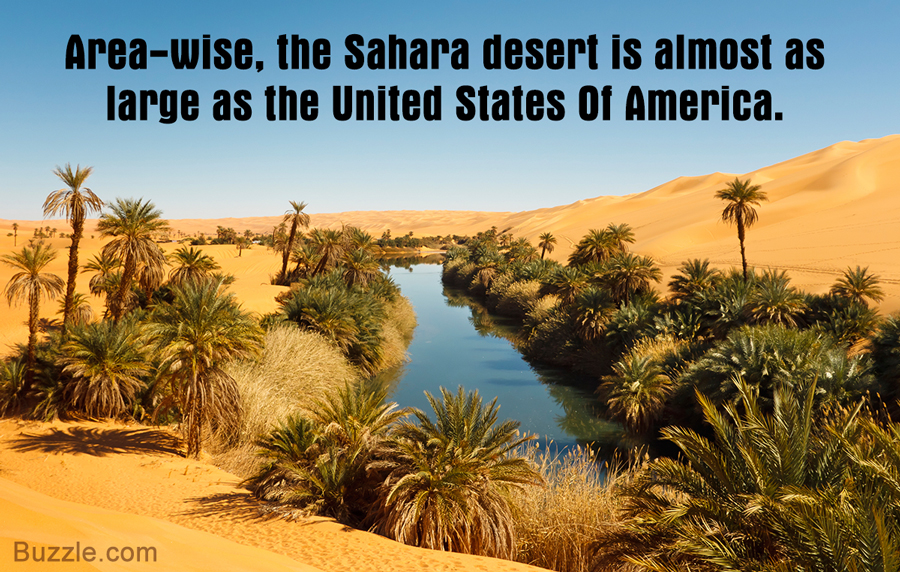 Area-wise, the Sahara desert is almost as
large as the United States Of America.
Buzzle.com